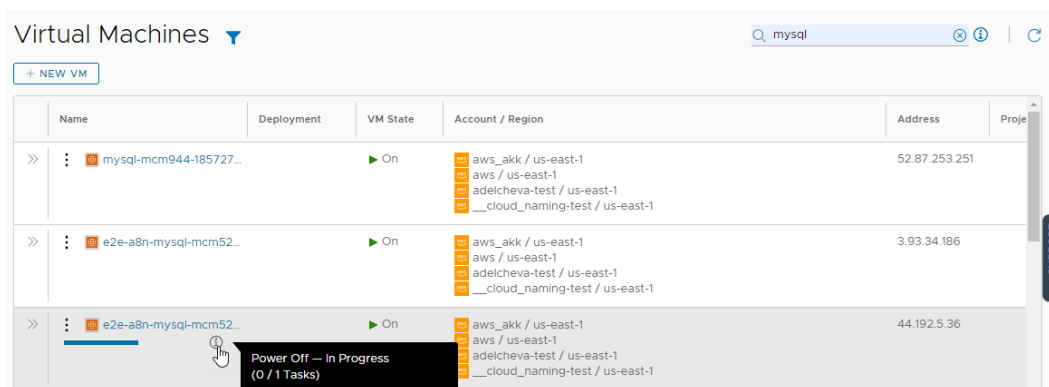 Virtual Machines
mysql
+ NEW VM
Name Deployment VM State Account / Region Address Proje
mysql-mcm944-185727... On aws_akk / us-east-1 52.87.253.251
aws / us-east-1
adelcheva-test / us-east-1
__cloud_naming-test / us-east-1
e2e-a8n-mysql-mcm52... On aws_akk / us-east-1 3.93.34.186
aws / us-east-1
adelcheva-test / us-east-1
__cloud_naming-test / us-east-1
e2e-a8n-mysql-mcm52... On aws_akk / us-east-1 44.192.5.36
aws / us-east-1
Power Off — In Progress adelcheva-test / us-east-1
(0 / 1 Tasks) __cloud_naming-test / us-east-1